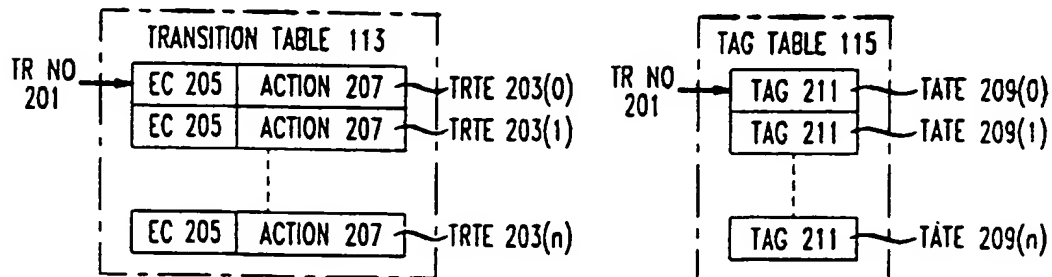 TRANSITION TABLE 113
TR NO
201
EC 205 ACTION 207 TRTE 203(0)
EC 205 ACTION 207 TRTE 203(1)
EC 205 ACTION 207 TRTE 203(n)
TAG TABLE 115
TR NO
201
TAG 211 TATE 209(0)
TAG 211 TATE 209(1)
TAG 211 TATE 209(n)